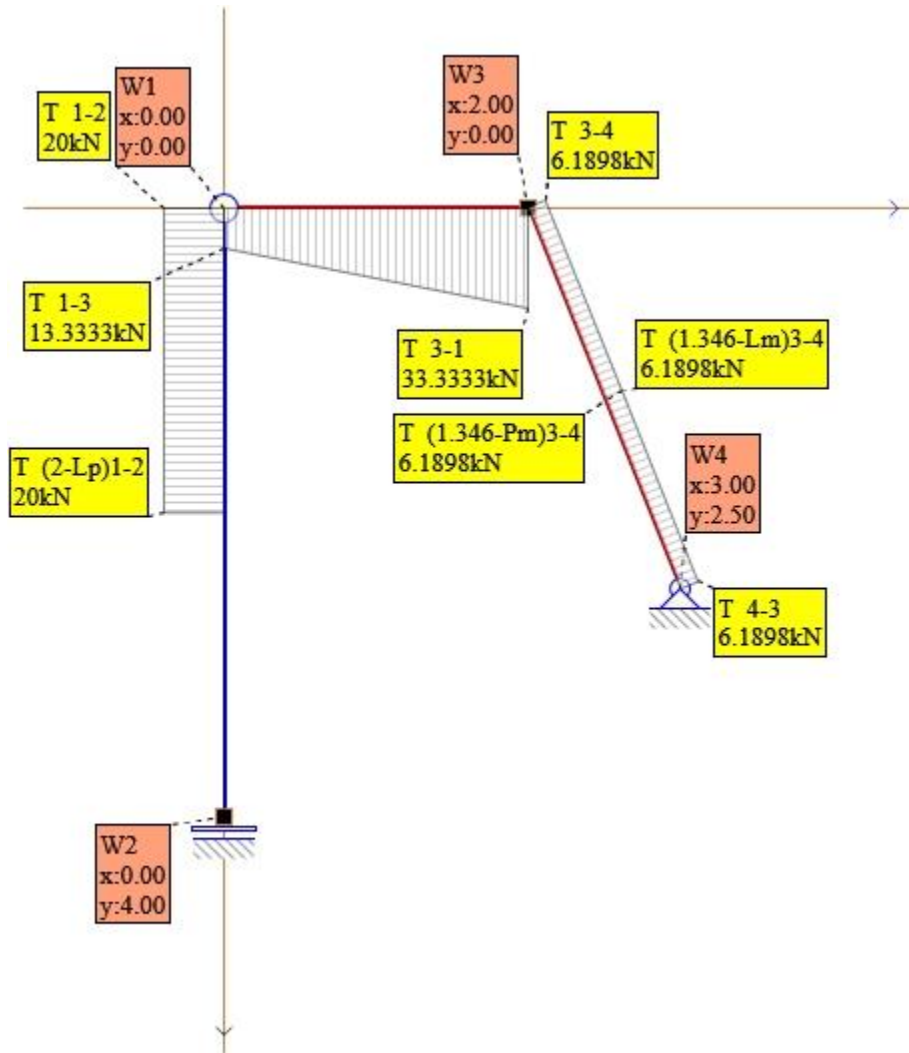 W1
x:0.00
y:0.00
W3
x:2.00
y:0.00
T 1-2
20kN
T 3-4
6.1898kN
T 1-3
13.3333kN
T 3-1
33.3333kN
T (1.346-Lm)3-4
6.1898kN
T (1.346-Pm)3-4
6.1898kN
W4
x:3.00
y:2.50
T (2-Lp)1-2
20kN
T 4-3
6.1898kN
W2
x:0.00
y:4.00